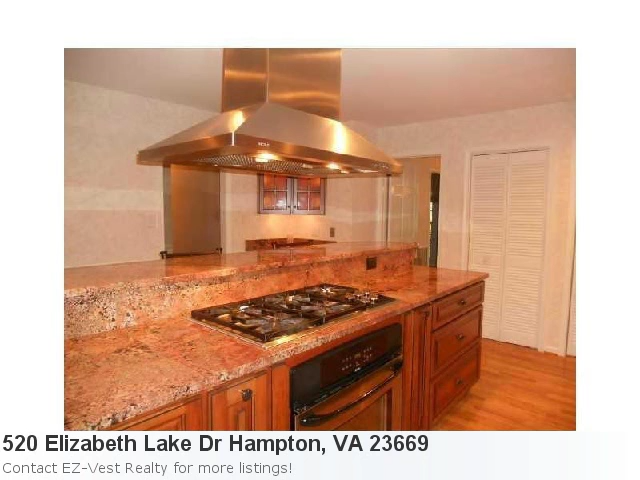 520 Elizabeth Lake Dr Hampton, VA 23669
Contact EZ-Vest Realty for more listings!